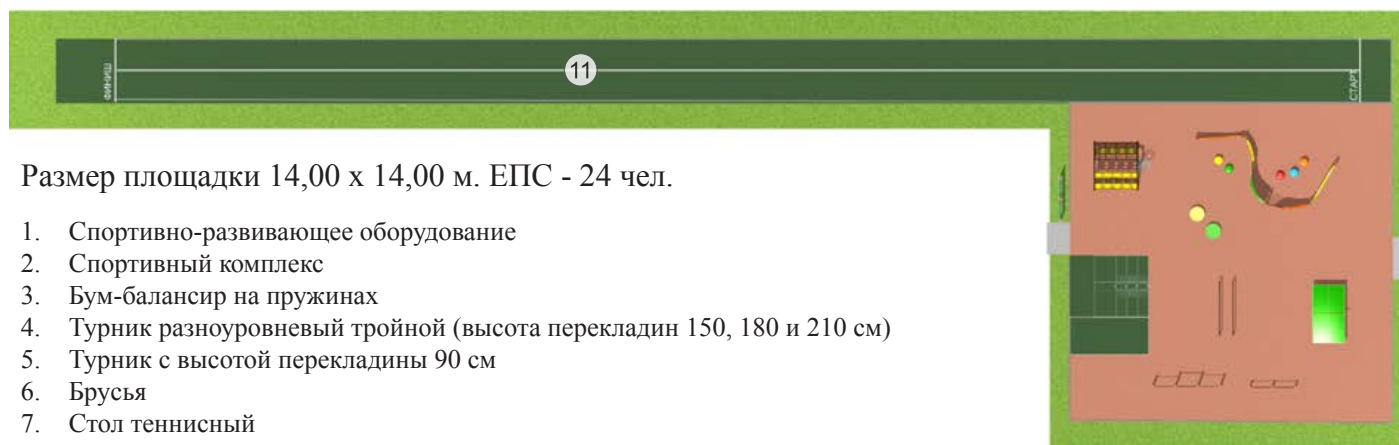 ФИНИШ
11
СТАРТ
Размер площадки 14,00 x 14,00 м. ЕПС - 24 чел.
1. Спортивно-развивающее оборудование
2. Спортивный комплекс
3. Бум-балансир на пружинах
4. Турник разноуровневый тройной (высота перекладин 150, 180 и 210 см)
5. Турник с высотой перекладины 90 см
6. Брусья
7. Стол теннисный